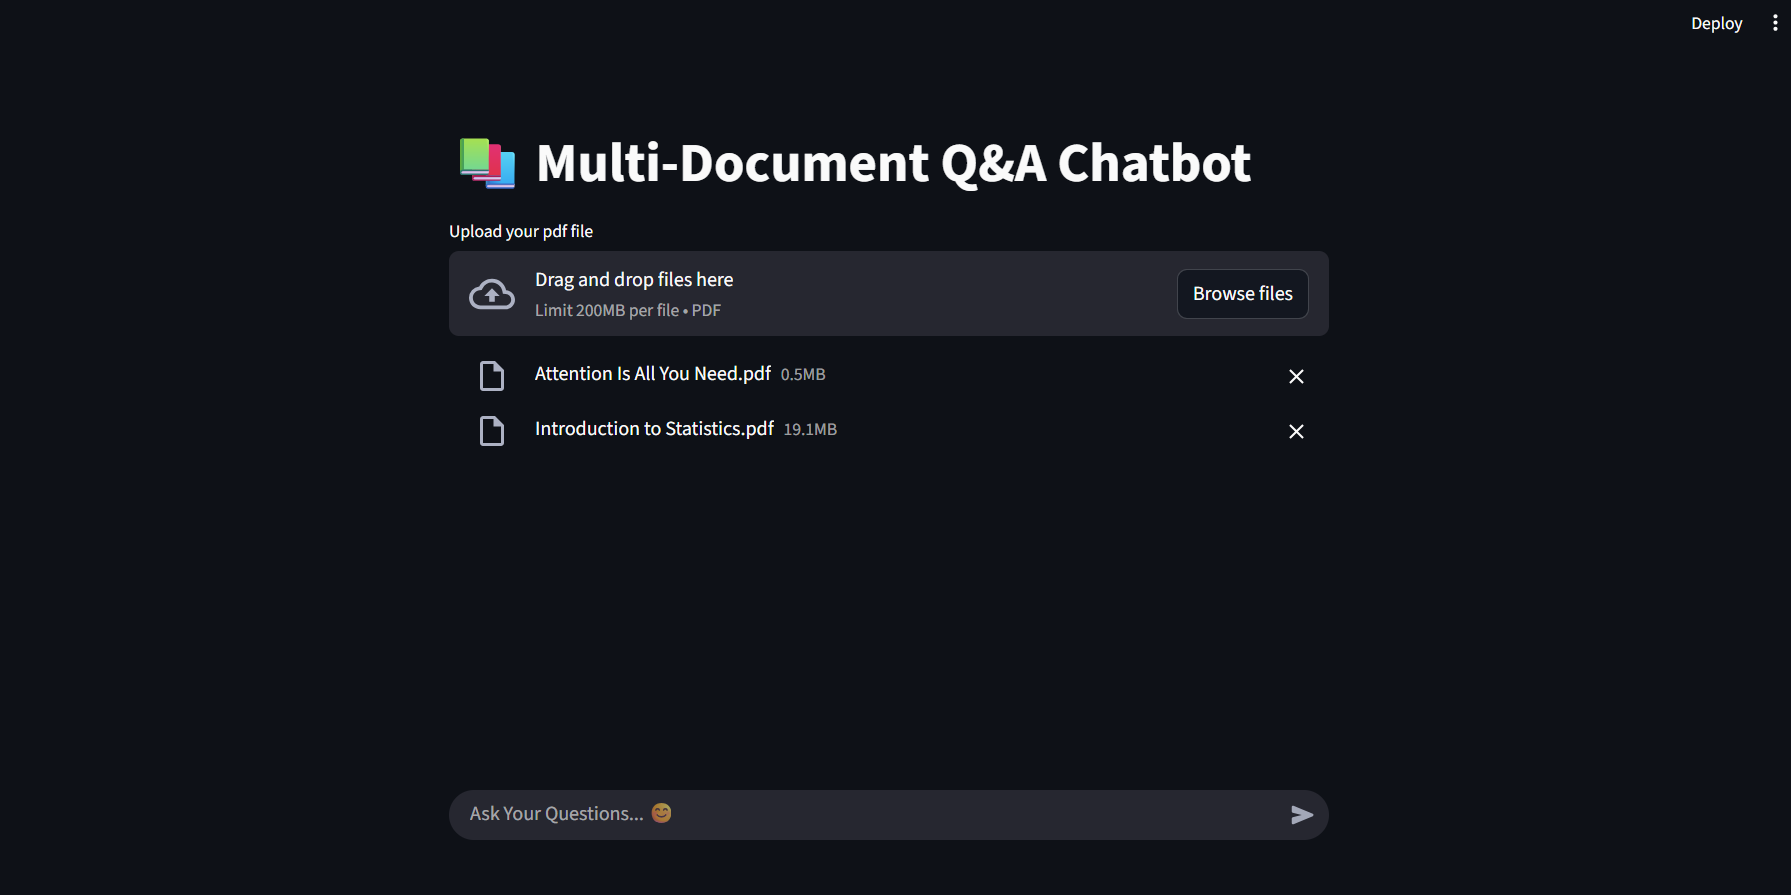 Deploy
Multi-Document Q&A Chatbot
Upload your pdf file
Drag and drop files here
Limit 200MB per file • PDF
Browse files
Attention Is All You Need.pdf 0.5MB
Introduction to Statistics.pdf 19.1MB
Ask Your Questions... 😊